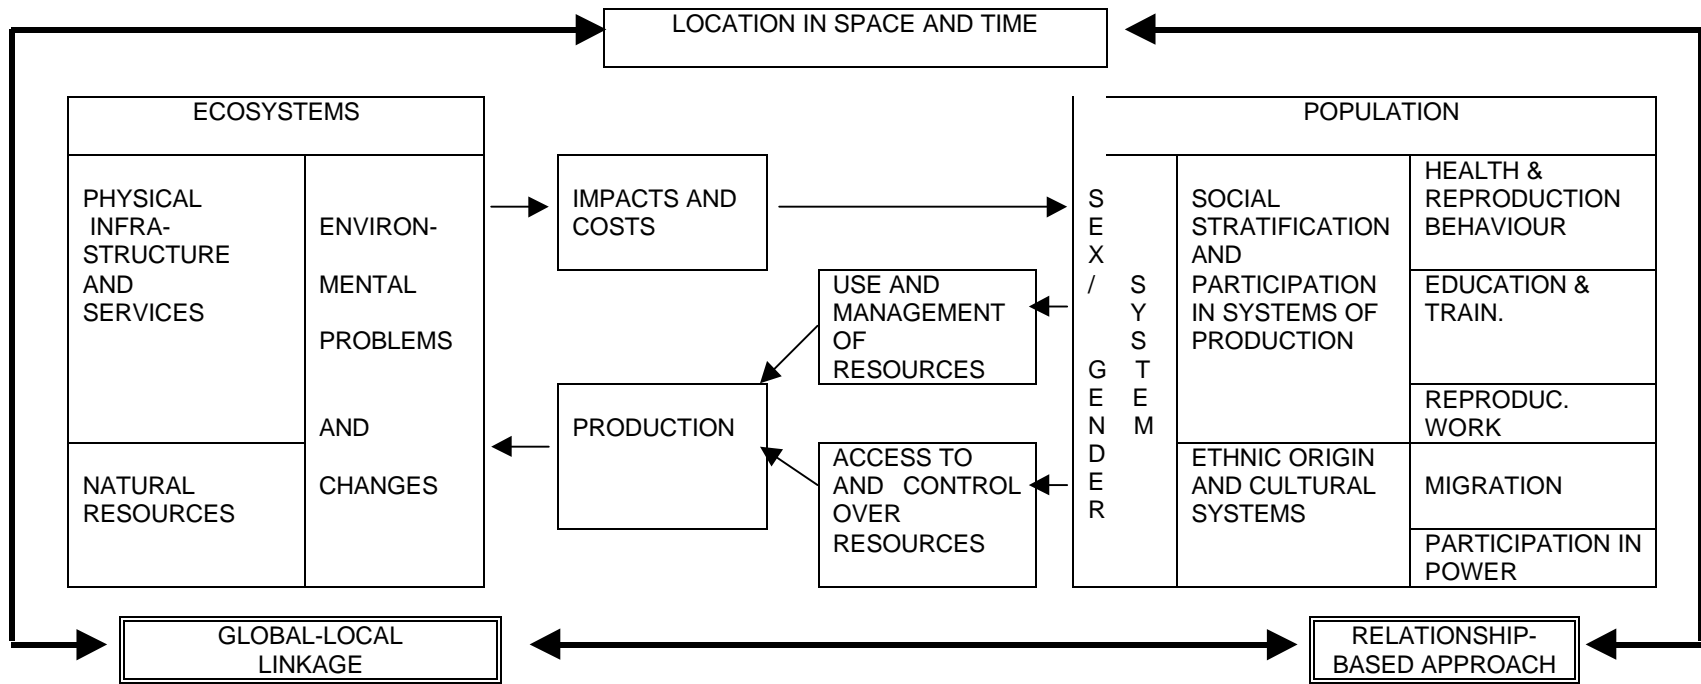 LOCATION IN SPACE AND TIME
ECOSYSTEMS
PHYSICAL
INFRA-
STRUCTURE
AND
SERVICES
NATURAL
RESOURCES
ENVIRON-
MENTAL
PROBLEMS
AND
CHANGES
IMPACTS AND
COSTS
USE AND
MANAGEMENT
OF
RESOURCES
PRODUCTION
ACCESS TO
AND CONTROL
OVER
RESOURCES
POPULATION
SEX/ GENDER
SYSTEM
SOCIAL
STRATIFICATION
AND
PARTICIPATION
IN SYSTEMS OF
PRODUCTION
ETHNIC ORIGIN
AND CULTURAL
SYSTEMS
HEALTH &
REPRODUCTION
BEHAVIOUR
EDUCATION &
TRAIN.
REPRODUC.
WORK
MIGRATION
PARTICIPATION IN
POWER
GLOBAL-LOCAL
LINKAGE
RELATIONSHIP-
BASED APPROACH